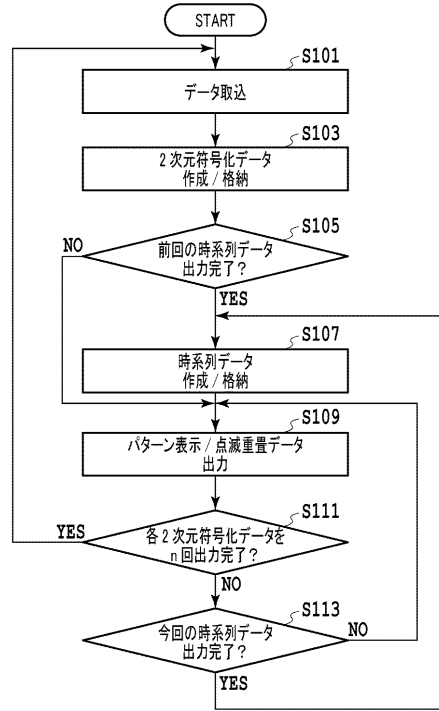 START
S101
データ取込
S103
2次元符号化データ
作成/格納
S105
NO
前回の時系列データ
出力完了?
YES
S107
時系列データ
作成/格納
S109
パターン表示/点滅重畳データ
出力
S111
YES
各2次元符号化データを
n回出力完了?
NO
S113
今回の時系列データ
出力完了?
NO
YES